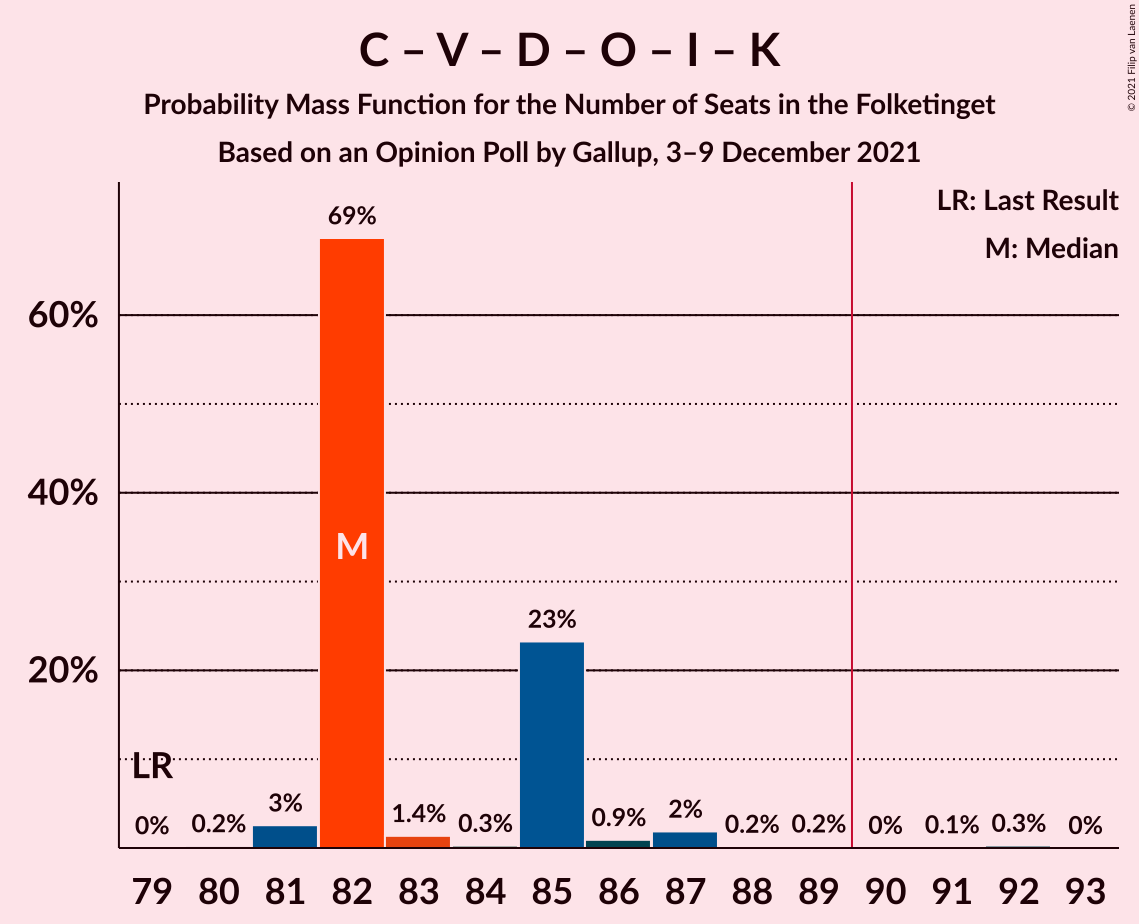 C – V – D – O – I – K
Probability Mass Function for the Number of Seats in the Folketinget
Based on an Opinion Poll by Gallup, 3–9 December 2021
© 2021 Filip van Laenen
LR: Last Result
M: Median
60%
40%
20%
69%
M
23%
LR
0%
0.2%
3%
1.4%
0.3%
0.9%
2%
0.2%
0.2%
0%
0.1%
0.3%
0%
79 80 81 82 83 84 85 86 87 88 89 90 91 92 93